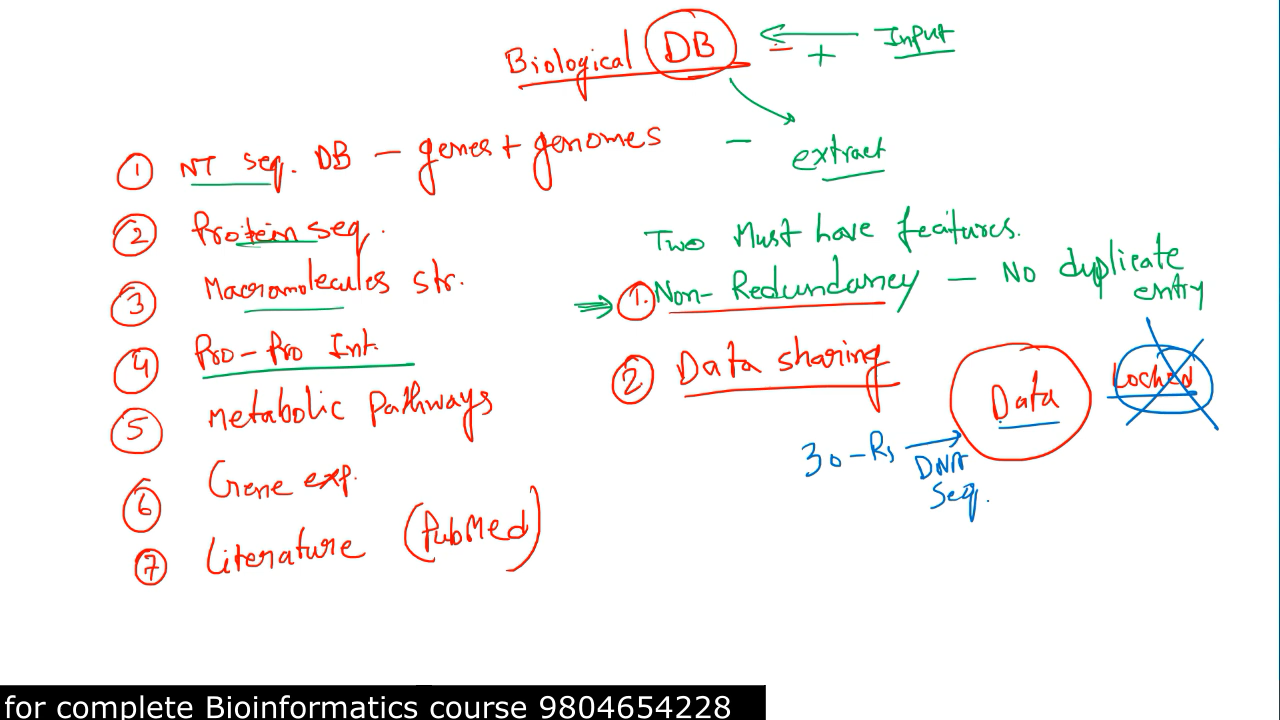 Biological DB
+
Input
extract
① NT seq. DB – genes + genomes –
② Protein seq.
③ Macromolecules str.
④ Pro-Pro Int.
⑤ Metabolic Pathways
⑥ Gene exp.
⑦ Literature (PubMed)
Two Must have features.
1. Non-Redundancy – No duplicate
entry
② Data sharing
Data
Locked
30-Rs
DNA
Seq.
for complete Bioinformatics course 9804654228